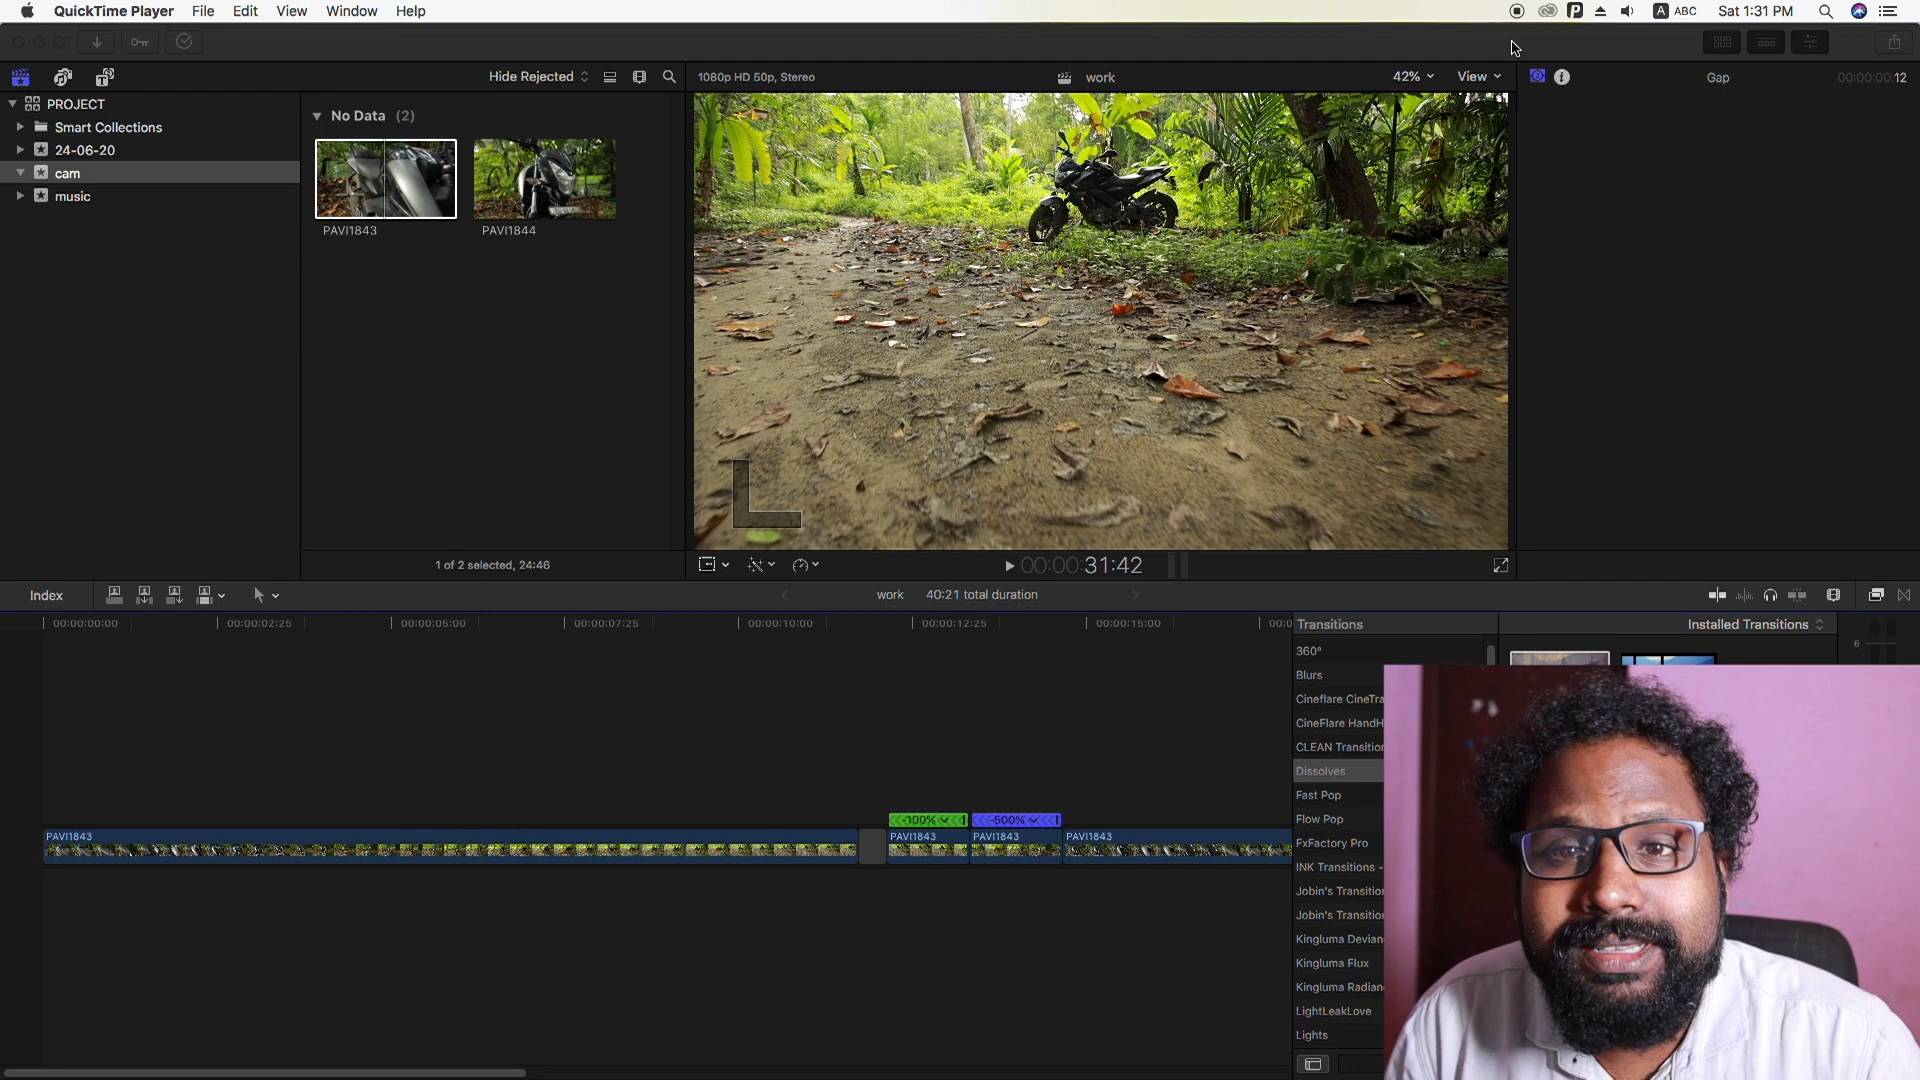 QuickTime Player File Edit View Window Help
ABC Sat 1:31 PM
Hide Rejected
1080p HD 50p, Stereo
work
42%
View
Gap
00:00:00:12
PROJECT
Smart Collections
24-06-20
cam
music
No Data (2)
PAVI1843
PAVI1844
1 of 2 selected, 24:46
00:00:31:42
Index
work
40:21 total duration
00:00:00:00
00:00:02:25
00:00:05:00
00:00:07:25
00:00:10:00
00:00:12:25
00:00:15:00
Transitions
Installed Transitions
6
360°
Blurs
Cineflare CineTra
CineFlare HandH
CLEAN Transition
Dissolves
Fast Pop
Flow Pop
FxFactory Pro
INK Transitions -
Jobin's Transition
Jobin's Transition
Kingluma Devian
Kingluma Flux
Kingluma Radian
LightLeakLove
Lights
-100%
-500%
PAVI1843
PAVI1843
PAVI1843
PAVI1843